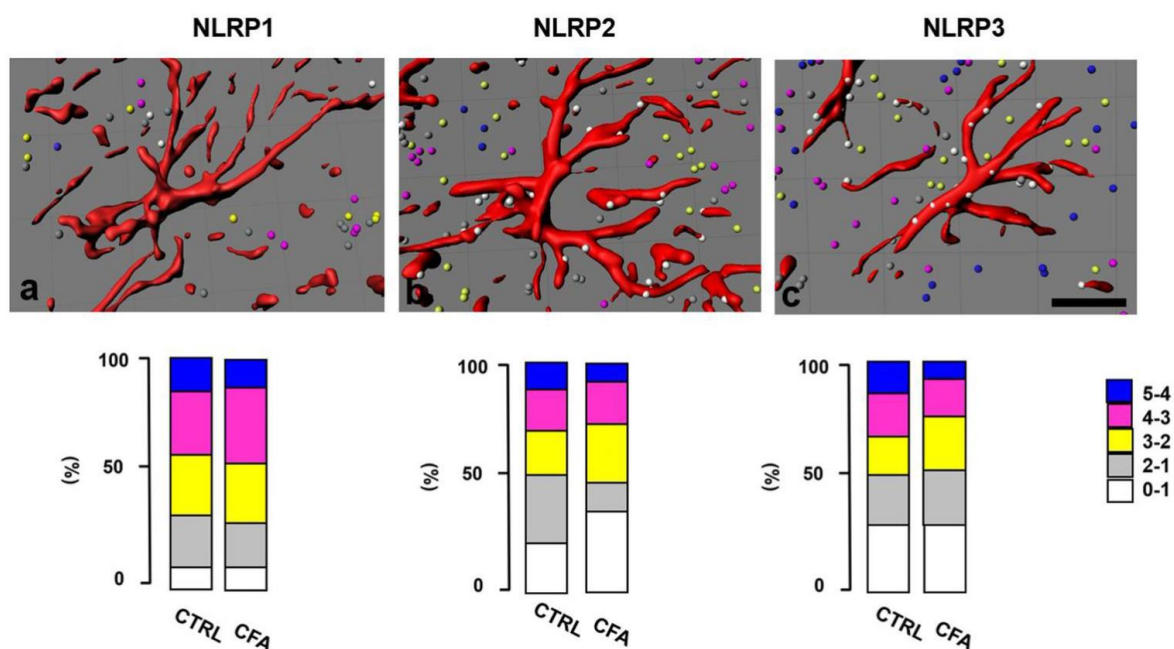 NLRP1 NLRP2 NLRP3
a b c
100 100 100
5-4
4-3
3-2
2-1
0-1
50 50 50
(%) (%) (%)
0 0 0
CTRL CFA CTRL CFA CTRL CFA